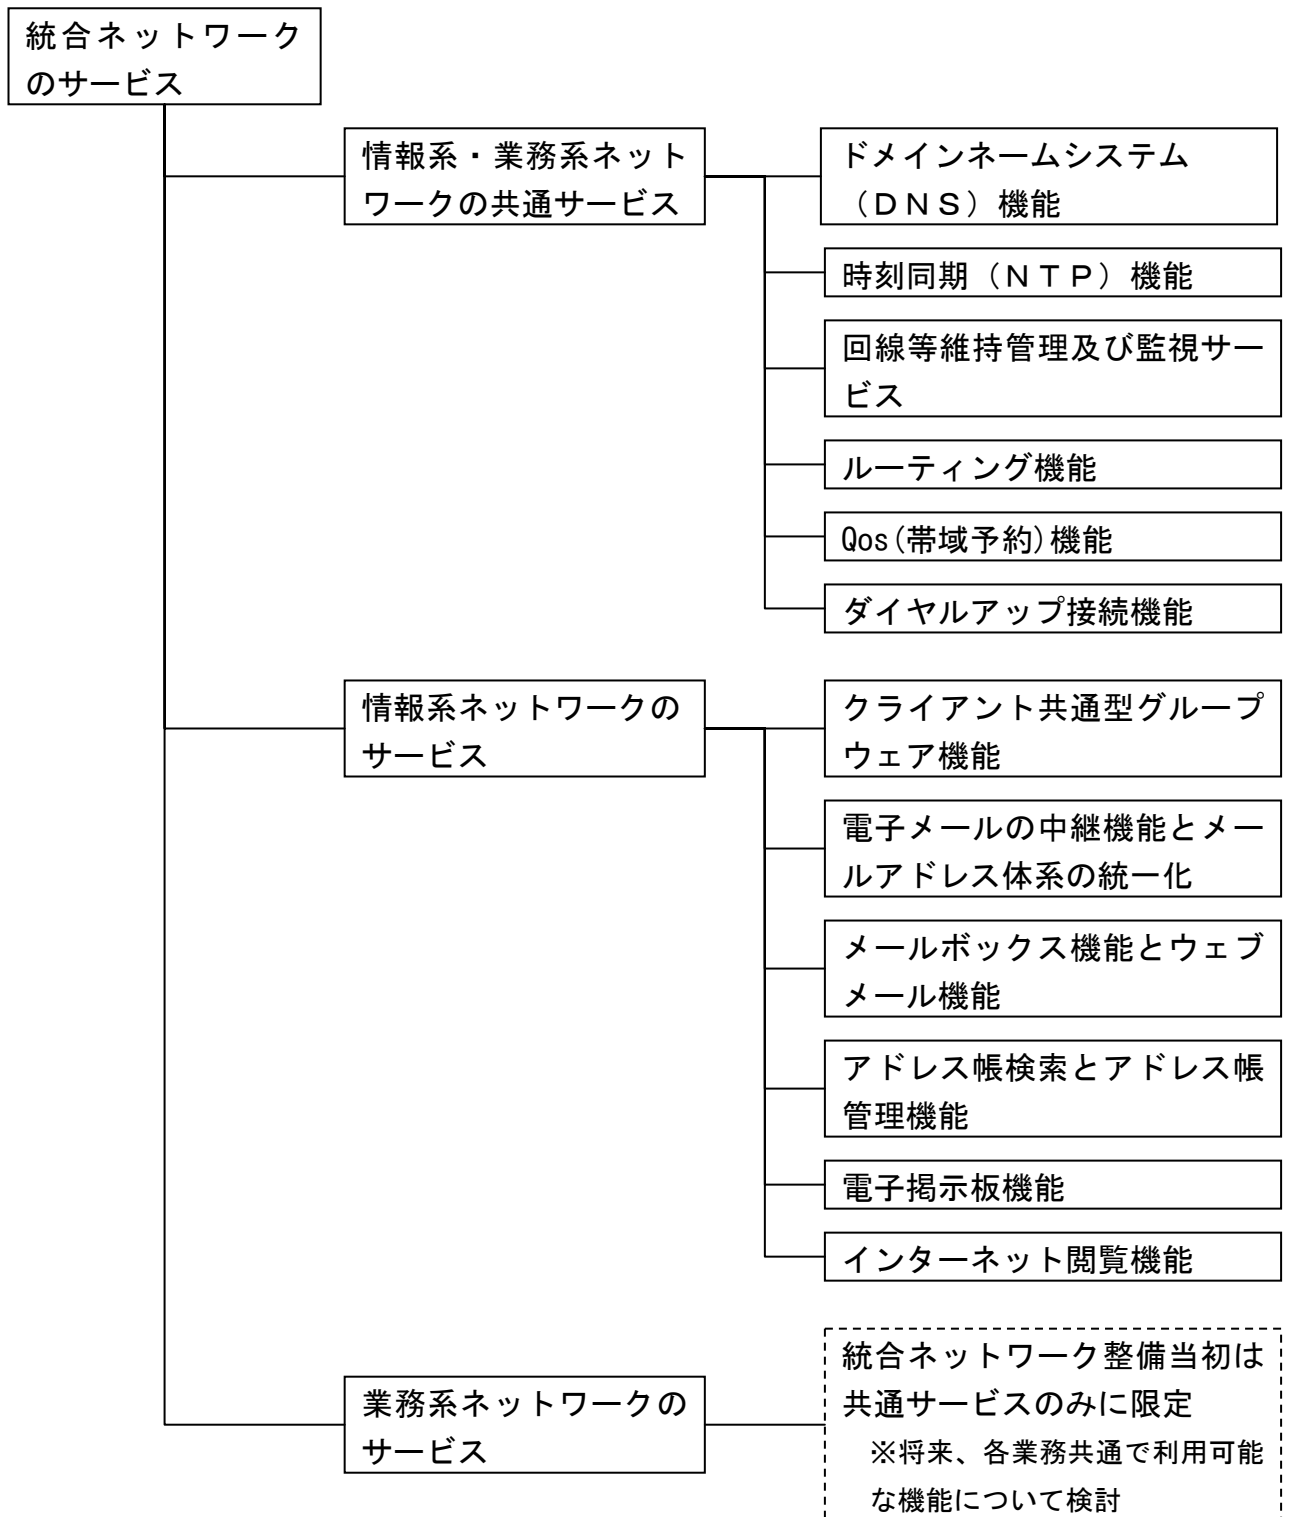 統合ネットワーク
のサービス
情報系・業務系ネット
ワークの共通サービス
ドメインネームシステム
（ＤＮＳ）機能
時刻同期（ＮＴＰ）機能
回線等維持管理及び監視サー
ビス
ルーティング機能
Qos(帯域予約)機能
ダイヤルアップ接続機能
情報系ネットワークの
サービス
クライアント共通型グループ
ウェア機能
電子メールの中継機能とメー
ルアドレス体系の統一化
メールボックス機能とウェブ
メール機能
アドレス帳検索とアドレス帳
管理機能
電子掲示板機能
インターネット閲覧機能
業務系ネットワークの
サービス
統合ネットワーク整備当初は
共通サービスのみに限定
※将来、各業務共通で利用可能
な機能について検討